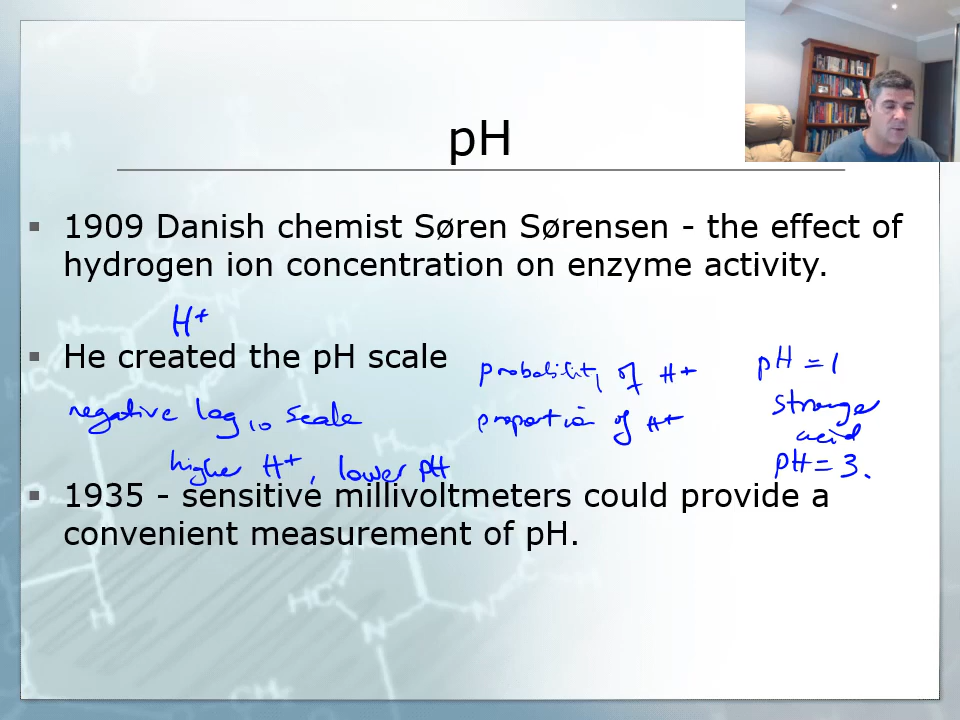 pH
1909 Danish chemist Søren Sørensen - the effect of
hydrogen ion concentration on enzyme activity.
H+
He created the pH scale
probability of H+
pH = 1
negative log10 scale
proportion of H+
stronger
acid
higher H+, lower pH
pH = 3.
1935 - sensitive millivoltmeters could provide a
convenient measurement of pH.
N
N
H
HC
N
N
CH